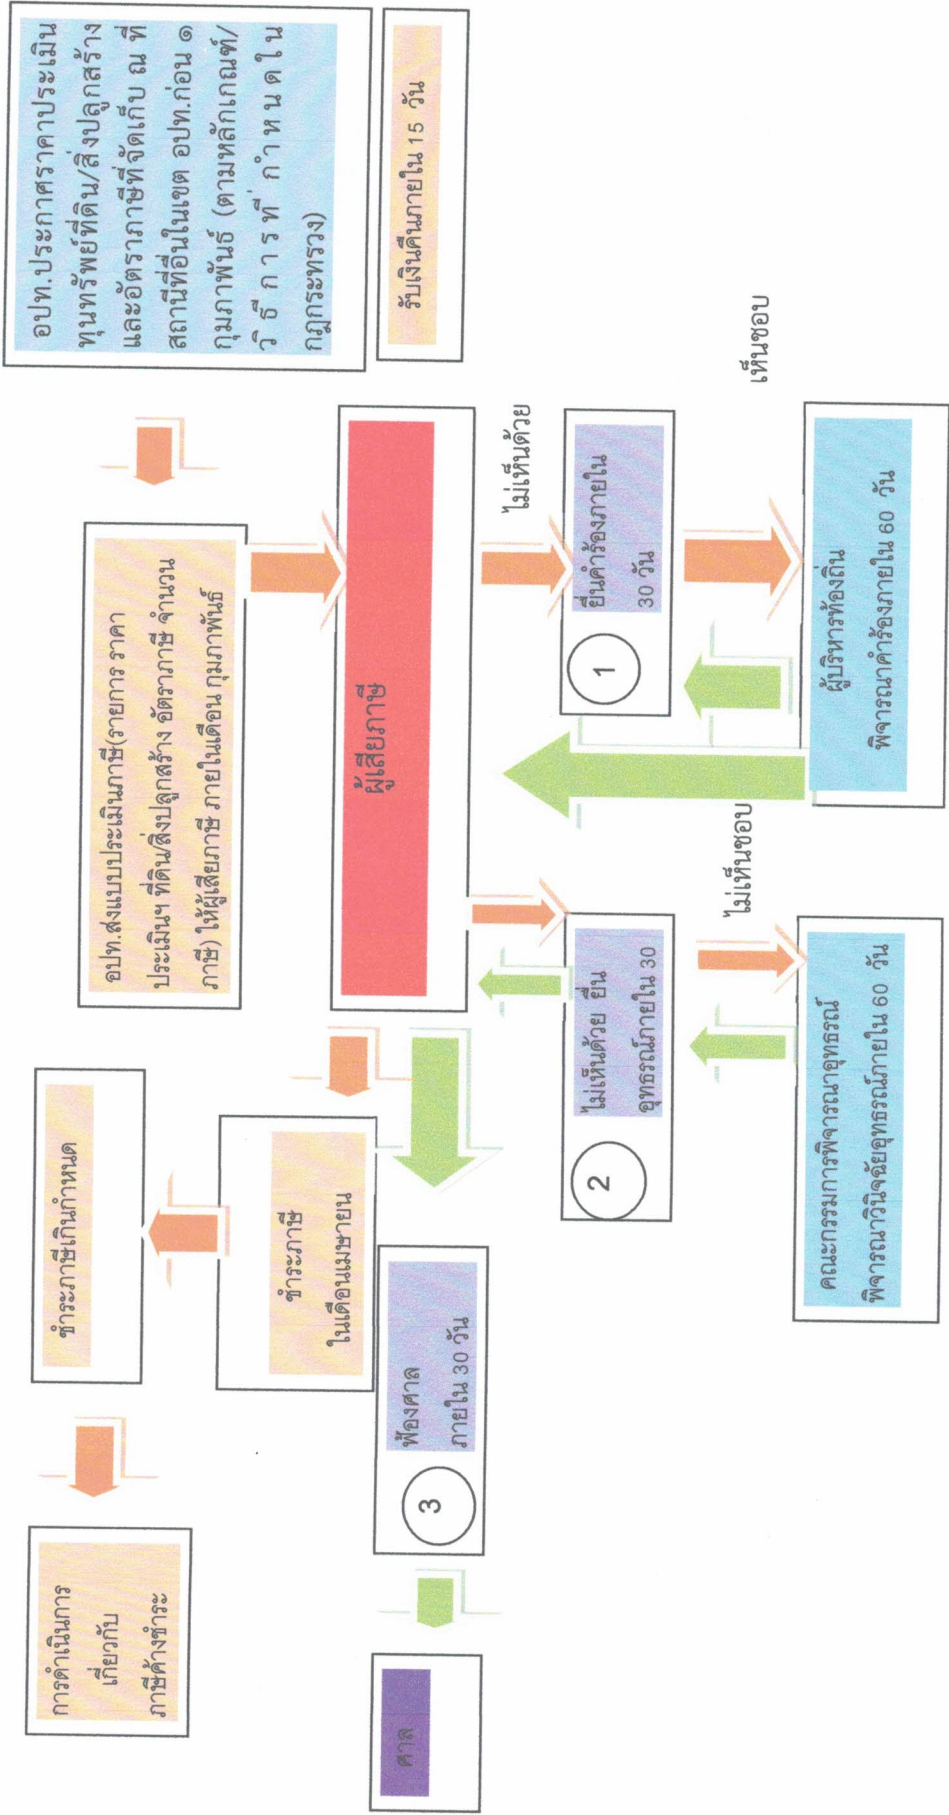 อปท.ประกาศราคาประเมิน
ทุนทรัพย์ที่ดิน/สิ่งปลูกสร้าง
และอัตราภาษีที่จัดเก็บ ณ ที่
สถานีที่อื่นในเขต อปท.ก่อน ๑
กุมภาพันธ์ (ตามหลักเกณฑ์/
วิธีการที่กำหนดใน
กฎกระทรวง)
รับเงินคืนภายใน 15 วัน
อปท.ส่งแบบประเมินภาษี(รายการ ราคา
ประเมินฯ ที่ดิน/สิ่งปลูกสร้าง อัตราภาษี จำนวน
ภาษี) ให้ผู้เสียภาษี ภายในเดือน กุมภาพันธ์
ผู้เสียภาษี
ไม่เห็นด้วย
1
ยื่นคำร้องภายใน
30 วัน
เห็นชอบ
ผู้บริหารท้องถิ่น
พิจารณาคำร้องภายใน 60 วัน
2
ไม่เห็นด้วย ยื่น
อุทธรณ์ภายใน 30
ไม่เห็นชอบ
คณะกรรมการพิจารณาอุทธรณ์
พิจารณาวินิจฉัยอุทธรณ์ภายใน 60 วัน
ชำระภาษี
ในเดือนเมษายน
ชำระภาษีเกินกำหนด
การดำเนินการ
เกี่ยวกับ
ภาษีค้างชำระ
3
ฟ้องศาล
ภายใน 30 วัน
ศาล